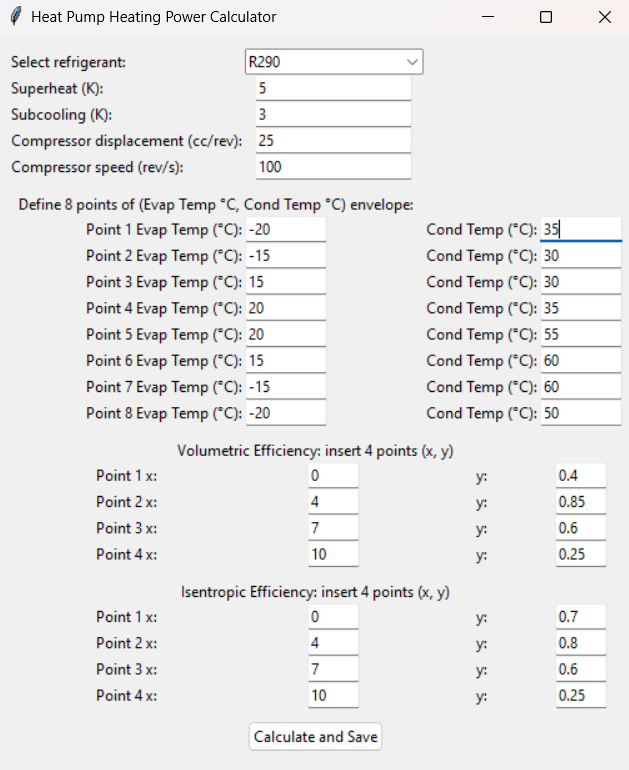 Heat Pump Heating Power Calculator
Select refrigerant: R290
Superheat (K): 5
Subcooling (K): 3
Compressor displacement (cc/rev): 25
Compressor speed (rev/s): 100
Define 8 points of (Evap Temp °C, Cond Temp °C) envelope:
Point 1 Evap Temp (°C): -20 Cond Temp (°C): 35
Point 2 Evap Temp (°C): -15 Cond Temp (°C): 30
Point 3 Evap Temp (°C): 15 Cond Temp (°C): 30
Point 4 Evap Temp (°C): 20 Cond Temp (°C): 35
Point 5 Evap Temp (°C): 20 Cond Temp (°C): 55
Point 6 Evap Temp (°C): 15 Cond Temp (°C): 60
Point 7 Evap Temp (°C): -15 Cond Temp (°C): 60
Point 8 Evap Temp (°C): -20 Cond Temp (°C): 50
Volumetric Efficiency: insert 4 points (x, y)
Point 1 x: 0 y: 0.4
Point 2 x: 4 y: 0.85
Point 3 x: 7 y: 0.6
Point 4 x: 10 y: 0.25
Isentropic Efficiency: insert 4 points (x, y)
Point 1 x: 0 y: 0.7
Point 2 x: 4 y: 0.8
Point 3 x: 7 y: 0.6
Point 4 x: 10 y: 0.25
Calculate and Save